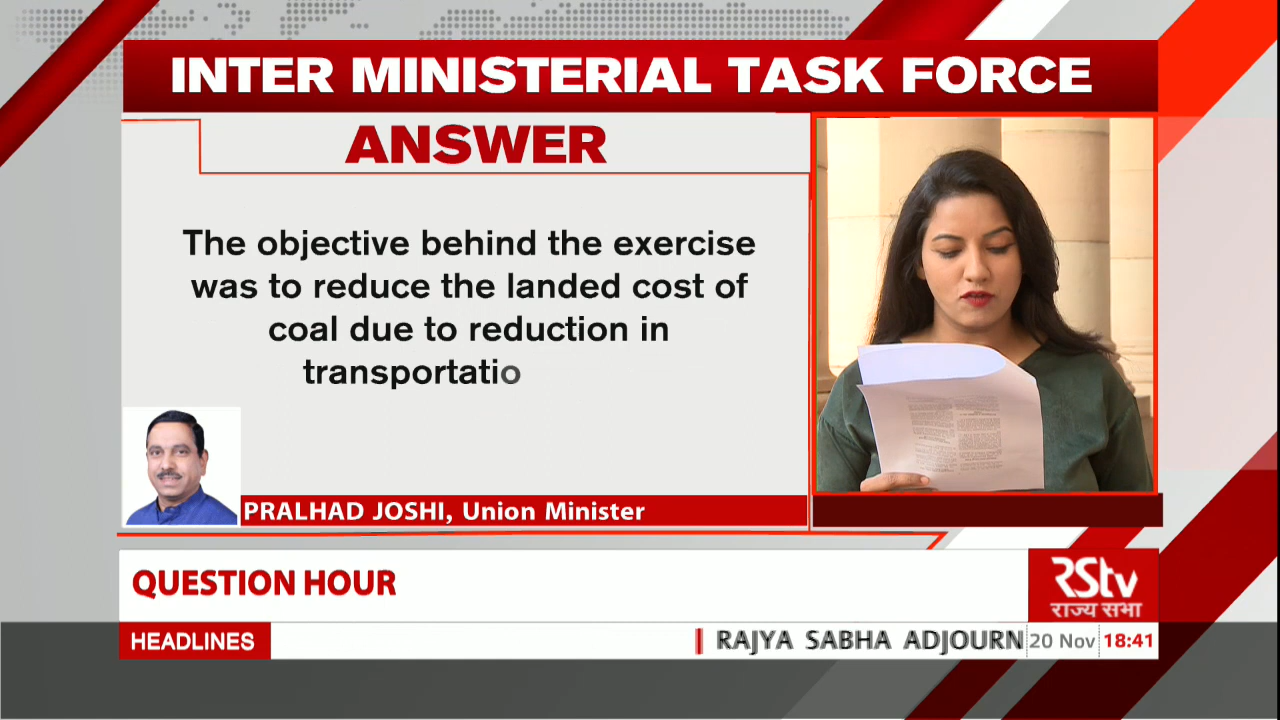 INTER MINISTERIAL TASK FORCE
ANSWER
The objective behind the exercise
was to reduce the landed cost of
coal due to reduction in
transportatio
PRALHAD JOSHI, Union Minister
QUESTION HOUR
RStv
राज्य सभा
HEADLINES
RAJYA SABHA ADJOURN
20 Nov
18:41